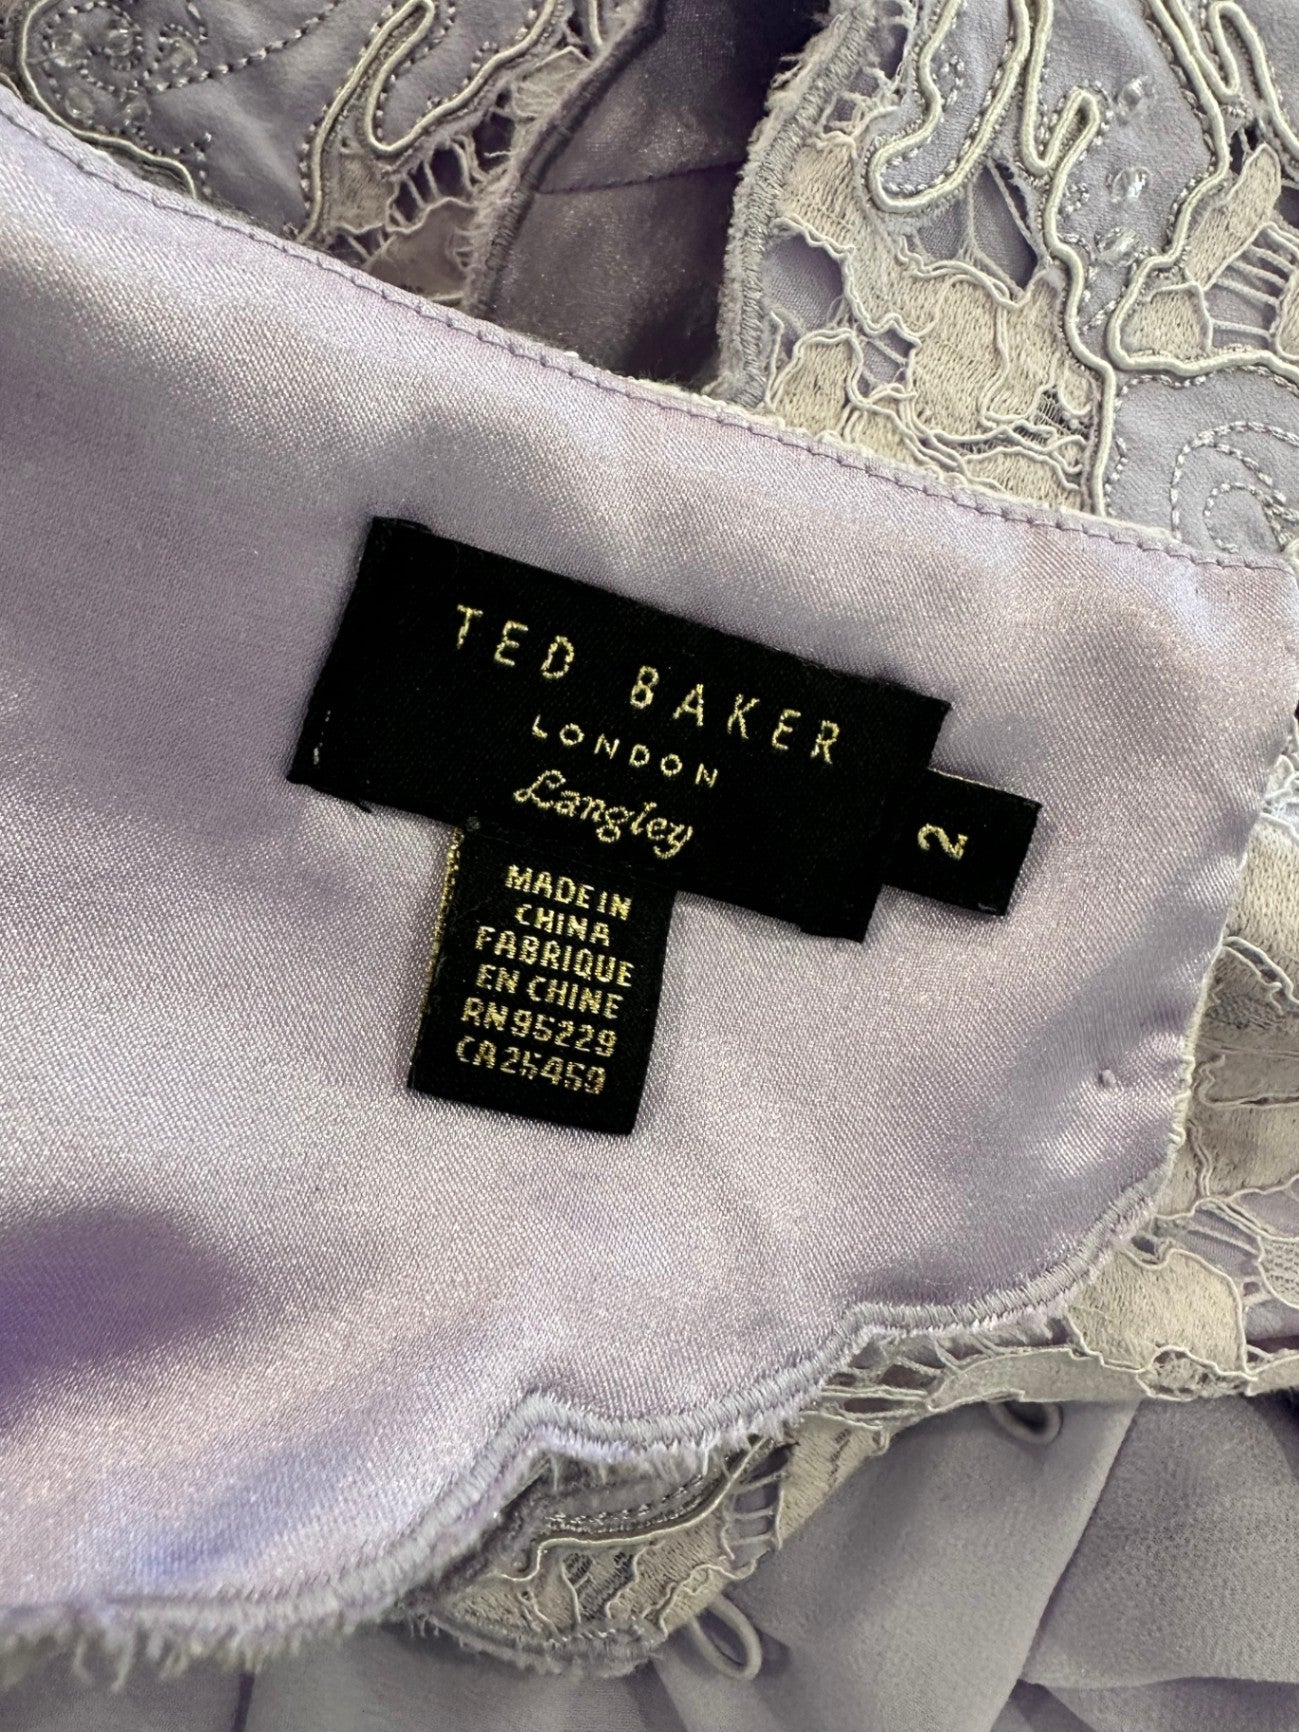 TED BAKER
LONDON
Langley
2
MADE IN
CHINA
FABRIQUE
EN CHINE
RN95229
CA25459